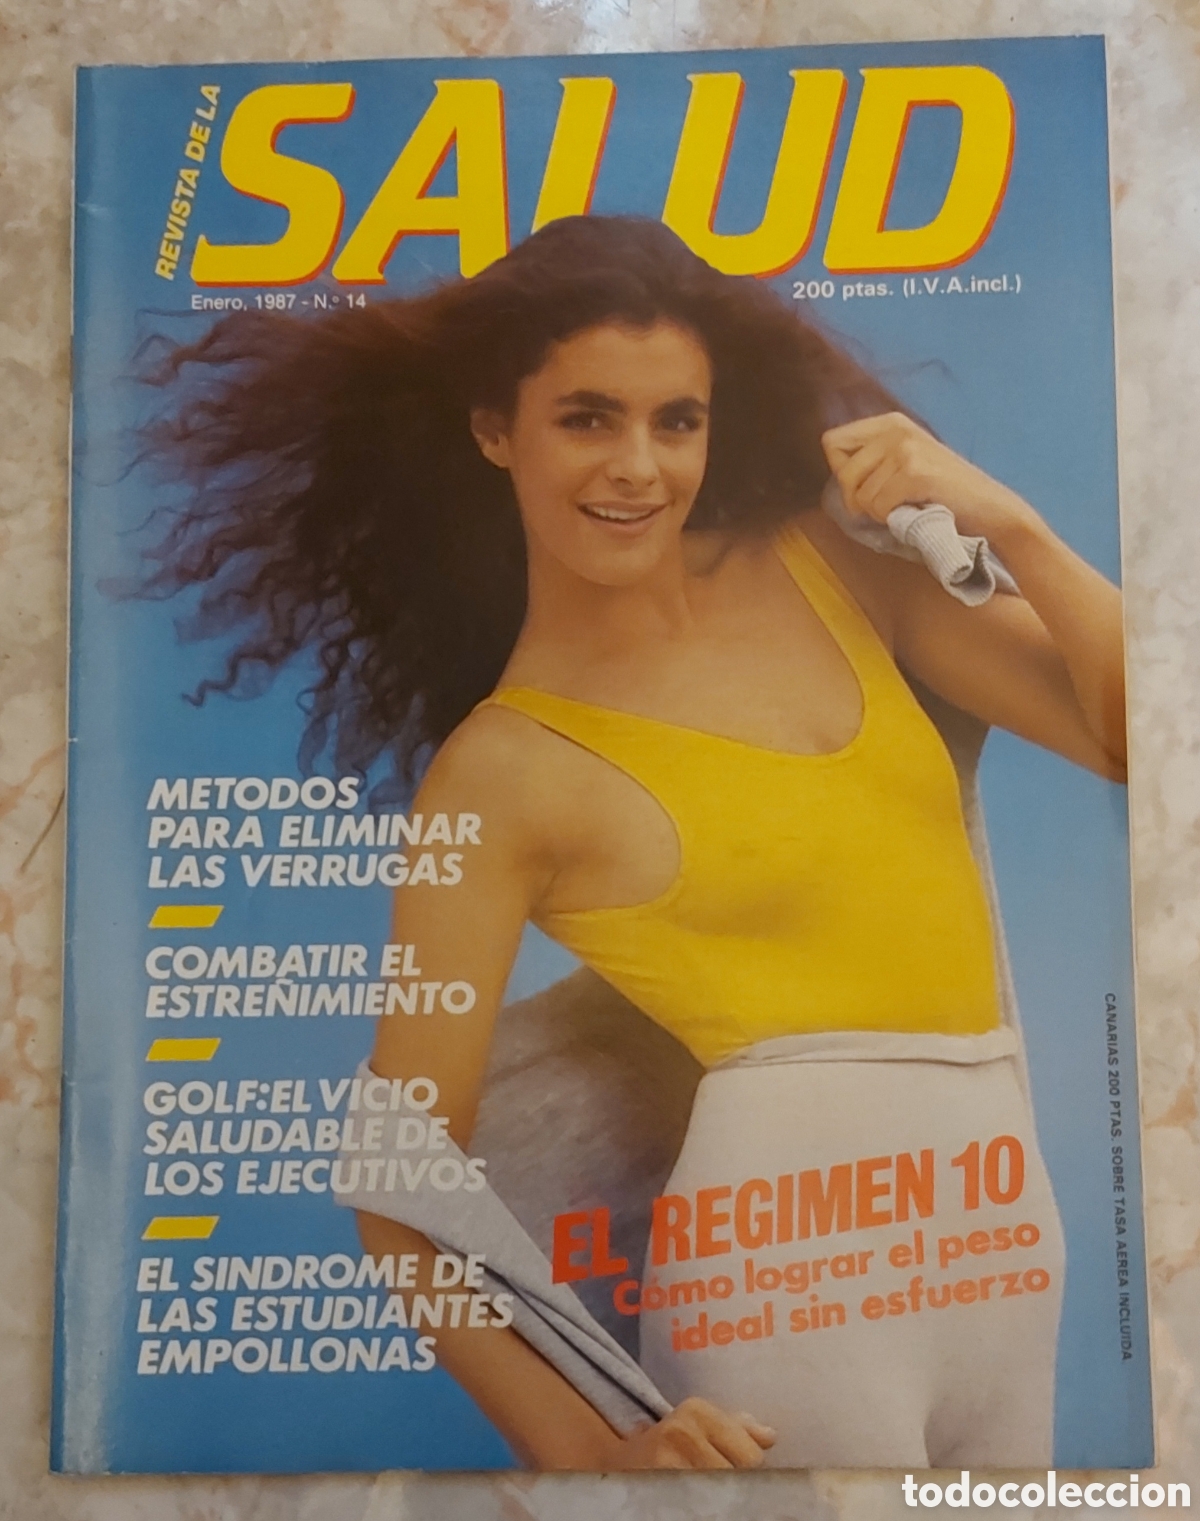 REVISTA DE LA
SALUD
Enero, 1987 - N.º 14
200 ptas. (I.V.A.incl.)
METODOS
PARA ELIMINAR
LAS VERRUGAS
COMBATIR EL
ESTREÑIMIENTO
GOLF:EL VICIO
SALUDABLE DE
LOS EJECUTIVOS
EL SINDROME DE
LAS ESTUDIANTES
EMPOLLONAS
EL REGIMEN 10
Cómo lograr el peso
ideal sin esfuerzo
CANARIAS 200 PTAS. SOBRE TASA AEREA INCLUIDA
todocoleccion